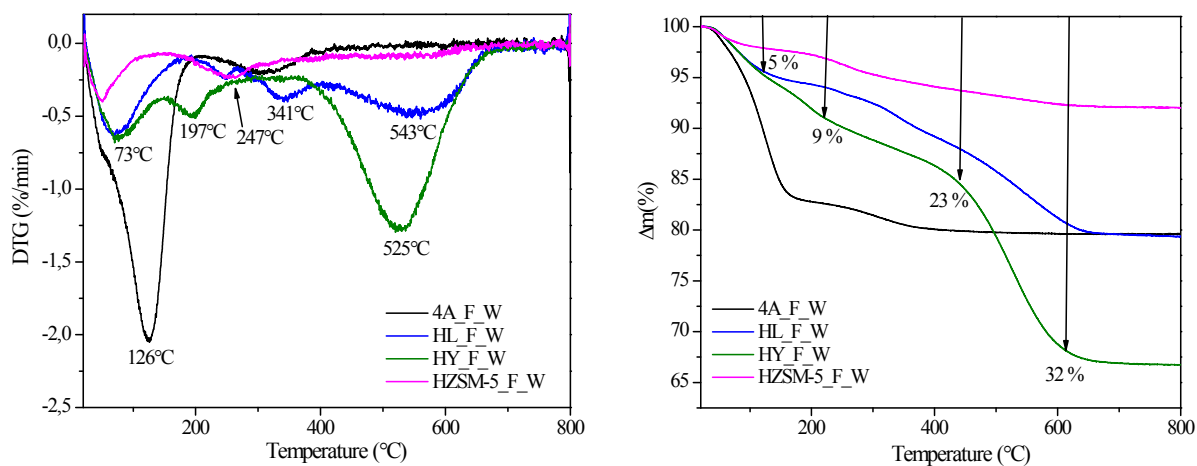 0,0
-0,5
-1,0
-1,5
-2,0
-2,5
DTG (%/min)
73℃
126℃
197℃
247℃
341℃
543℃
525℃
4A_F_W
HL_F_W
HY_F_W
HZSM-5_F_W
0
200
400
600
800
Temperature (℃)
100
95
90
85
80
75
70
65
Δm(%)
5 %
9 %
23 %
32 %
4A_F_W
HL_F_W
HY_F_W
HZSM-5_F_W
200
400
600
800
Temperature (℃)